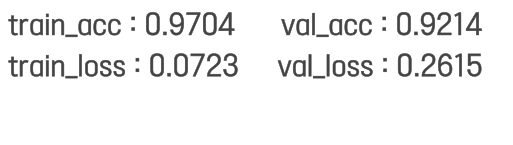 train_acc : 0.9704 val_acc : 0.9214
train_loss : 0.0723 val_loss : 0.2615